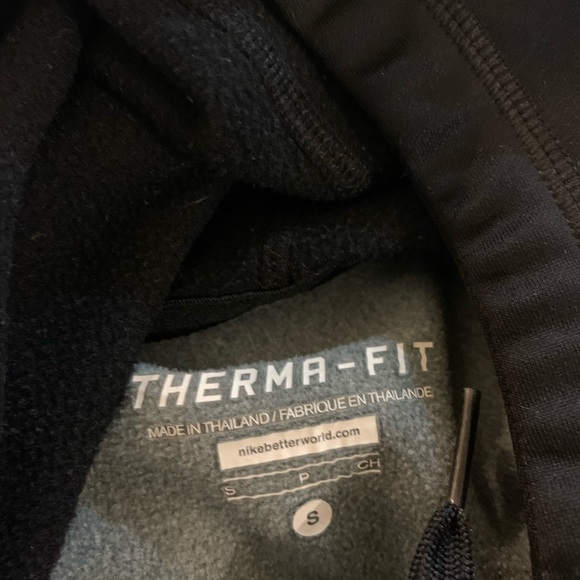 THERMA-FIT
MADE IN THAILAND / FABRIQUE EN THAILANDE
nikebetterworld.com
S P CH
S